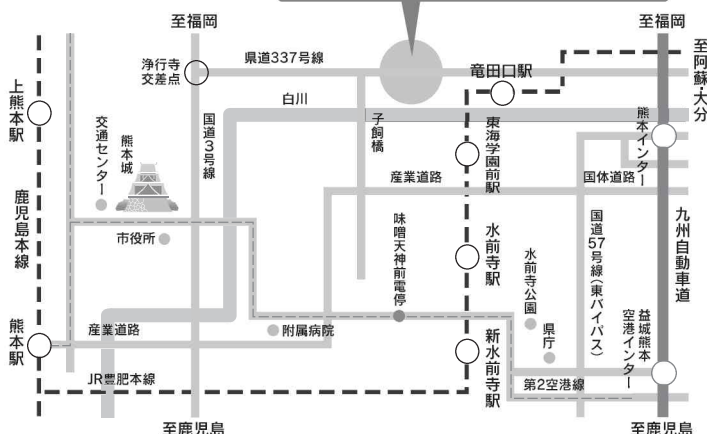 至福岡
至福岡
浄行寺
交差点
県道337号線
竜田口駅
至阿蘇・大分
上熊本駅
白川
交通センター
熊本城
国道3号線
子飼橋
東海学園前駅
熊本インター
産業道路
国体道路
鹿児島本線
市役所
味噌天神前電停
水前寺駅
水前寺公園
国道57号線（東バイパス）
九州自動車道
益城熊本
空港インター
県庁
熊本駅
産業道路
附属病院
新水前寺駅
JR豊肥本線
第2空港線
至鹿児島
至鹿児島